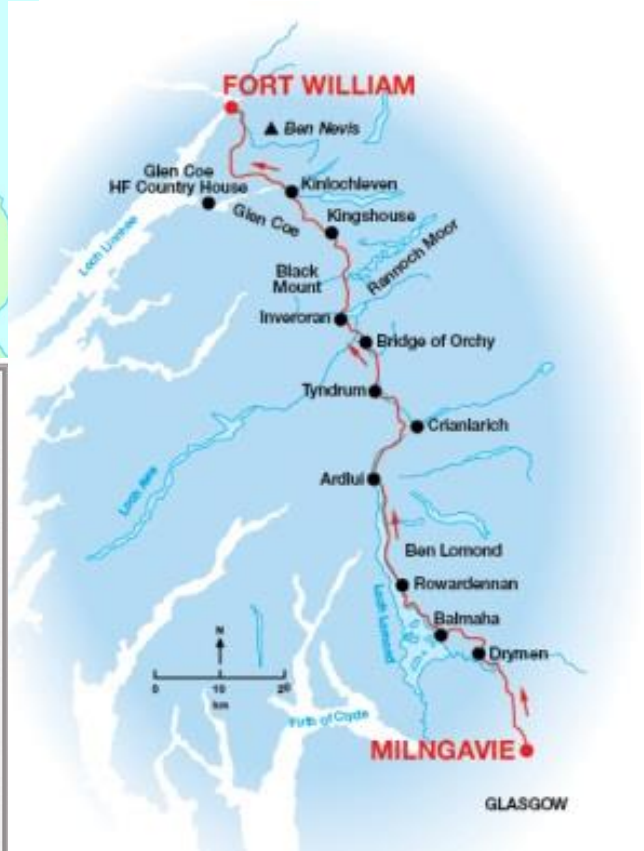 FORT WILLIAM
Ben Nevis
Glen Coe
HF Country House
Kinlochleven
Glen Coe
Kingshouse
Loch Linnhe
Rannoch Moor
Black
Mount
Inveroran
Bridge of Orchy
Tyndrum
Crianlarich
Loch Awe
Ardlui
Ben Lomond
Rowardennan
Loch Lomond
Balmaha
Drymen
N
0 10 20
km
Firth of Clyde
MILNGAVIE
GLASGOW